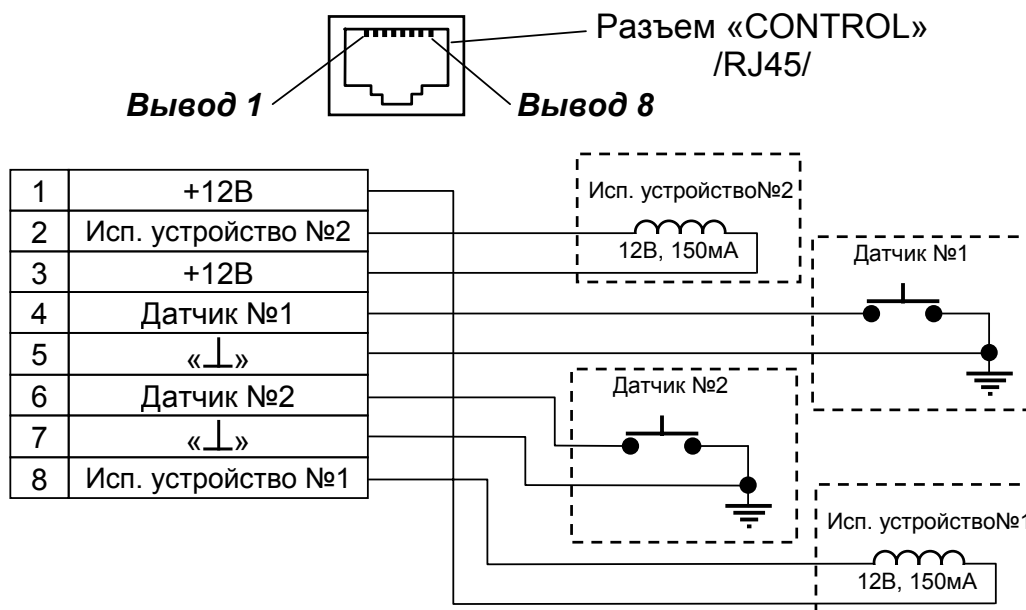 Разъем «CONTROL»
/RJ45/
Вывод 1
Вывод 8
1 +12В
2 Исп. устройство №2
3 +12В
4 Датчик №1
5 «⊥»
6 Датчик №2
7 «⊥»
8 Исп. устройство №1
Исп. устройство№2
12В, 150мА
Датчик №1
Датчик №2
Исп. устройство№1
12В, 150мА